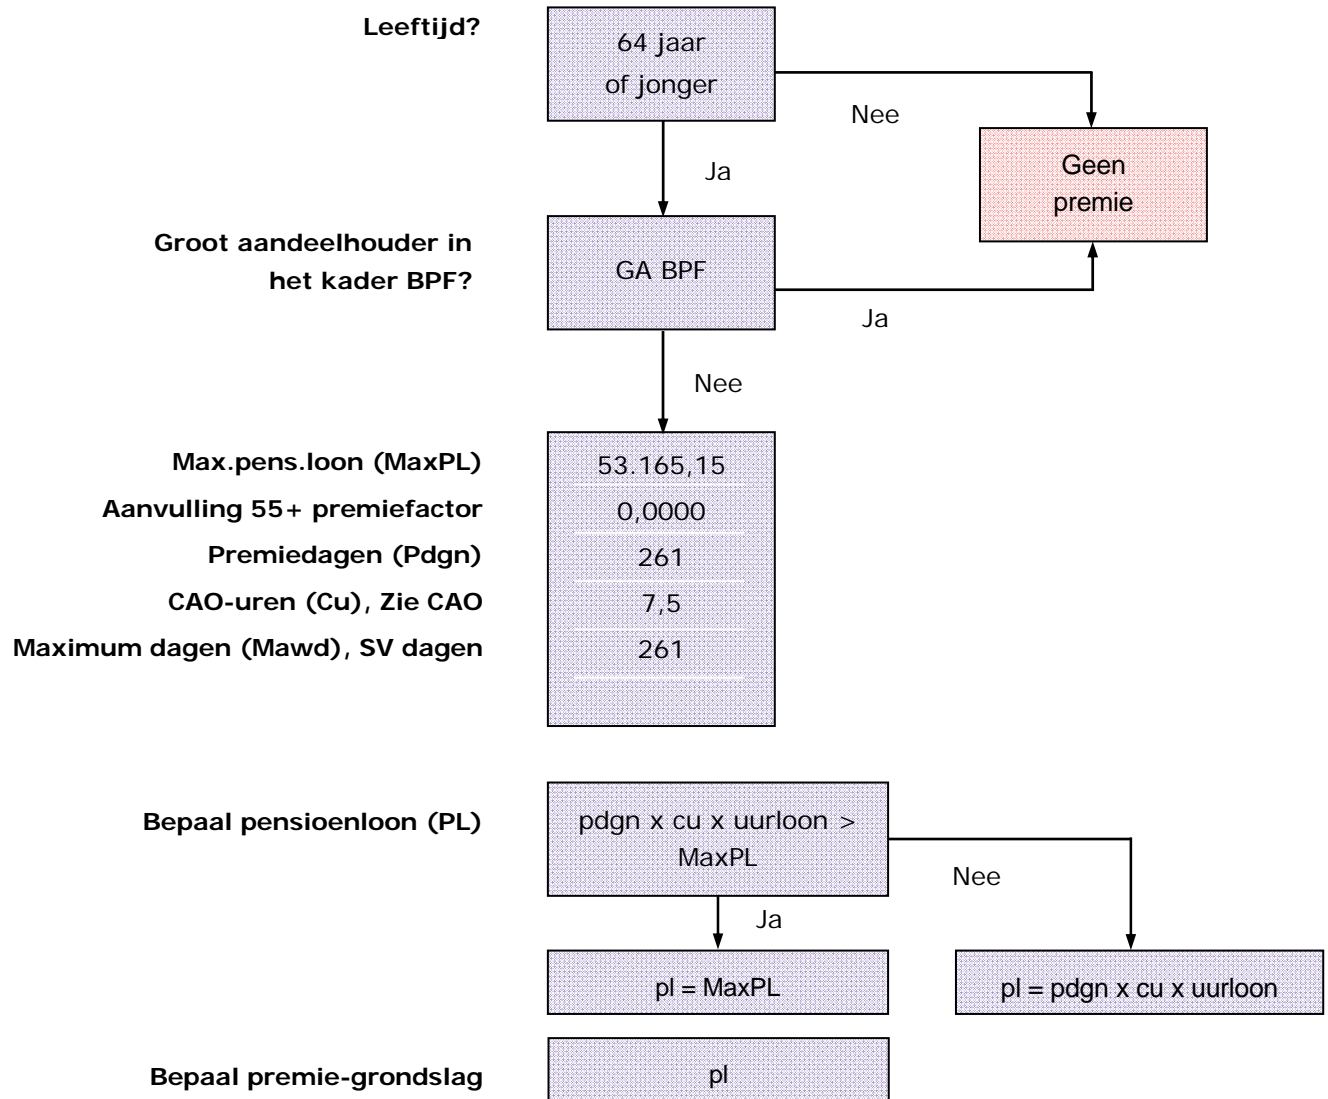 Leeftijd?
64 jaar
of jonger
Nee
Geen
premie
Ja
Groot aandeelhouder in
het kader BPF?
GA BPF
Ja
Nee
Max.pens.loon (MaxPL)
53.165,15
Aanvulling 55+ premiefactor
0,0000
Premiedagen (Pdgn)
261
CAO-uren (Cu), Zie CAO
7,5
Maximum dagen (Mawd), SV dagen
261
Bepaal pensioenloon (PL)
pdgn x cu x uurloon >
MaxPL
Nee
Ja
pl = MaxPL
pl = pdgn x cu x uurloon
Bepaal premie-grondslag
pl